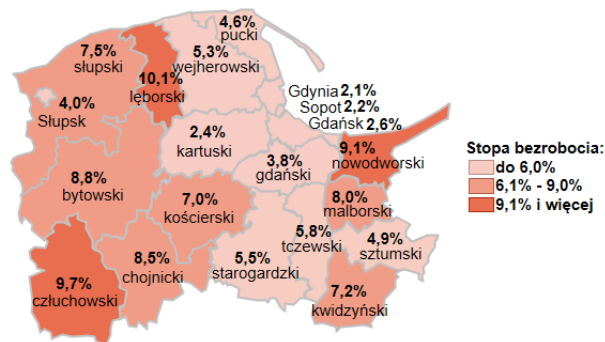 4,6%
pucki
7,5%
słupski
5,3%
wejherowski
10,1%
lęborski
4,0%
Słupsk
Gdynia 2,1%
Sopot 2,2%
Gdańsk 2,6%
2,4%
kartuski
3,8%
gdański
9,1%
nowodworski
Stopa bezrobocia:
do 6,0%
6,1% - 9,0%
9,1% i więcej
8,8%
bytowski
7,0%
kościerski
8,0%
malborski
5,8%
tczewski
4,9%
sztumski
9,7%
człuchowski
8,5%
chojnicki
5,5%
starogardzki
7,2%
kwidzyński